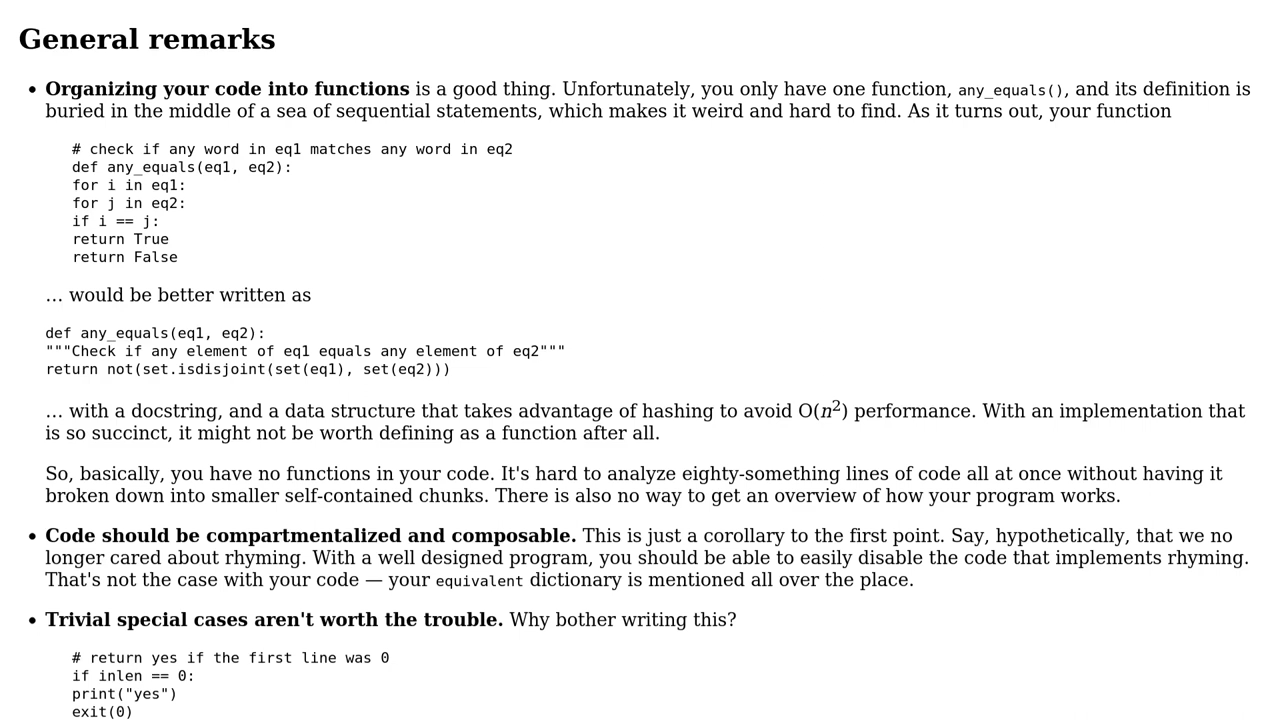 General remarks
• Organizing your code into functions is a good thing. Unfortunately, you only have one function, any_equals(), and its definition is
buried in the middle of a sea of sequential statements, which makes it weird and hard to find. As it turns out, your function
# check if any word in eq1 matches any word in eq2
def any_equals(eq1, eq2):
for i in eq1:
for j in eq2:
if i == j:
return True
return False
… would be better written as
def any_equals(eq1, eq2):
"""Check if any element of eq1 equals any element of eq2"""
return not(set.isdisjoint(set(eq1), set(eq2)))
… with a docstring, and a data structure that takes advantage of hashing to avoid O(n²) performance. With an implementation that
is so succinct, it might not be worth defining as a function after all.
So, basically, you have no functions in your code. It's hard to analyze eighty-something lines of code all at once without having it
broken down into smaller self-contained chunks. There is also no way to get an overview of how your program works.
• Code should be compartmentalized and composable. This is just a corollary to the first point. Say, hypothetically, that we no
longer cared about rhyming. With a well designed program, you should be able to easily disable the code that implements rhyming.
That's not the case with your code — your equivalent dictionary is mentioned all over the place.
• Trivial special cases aren't worth the trouble. Why bother writing this?
# return yes if the first line was 0
if inlen == 0:
print("yes")
exit(0)